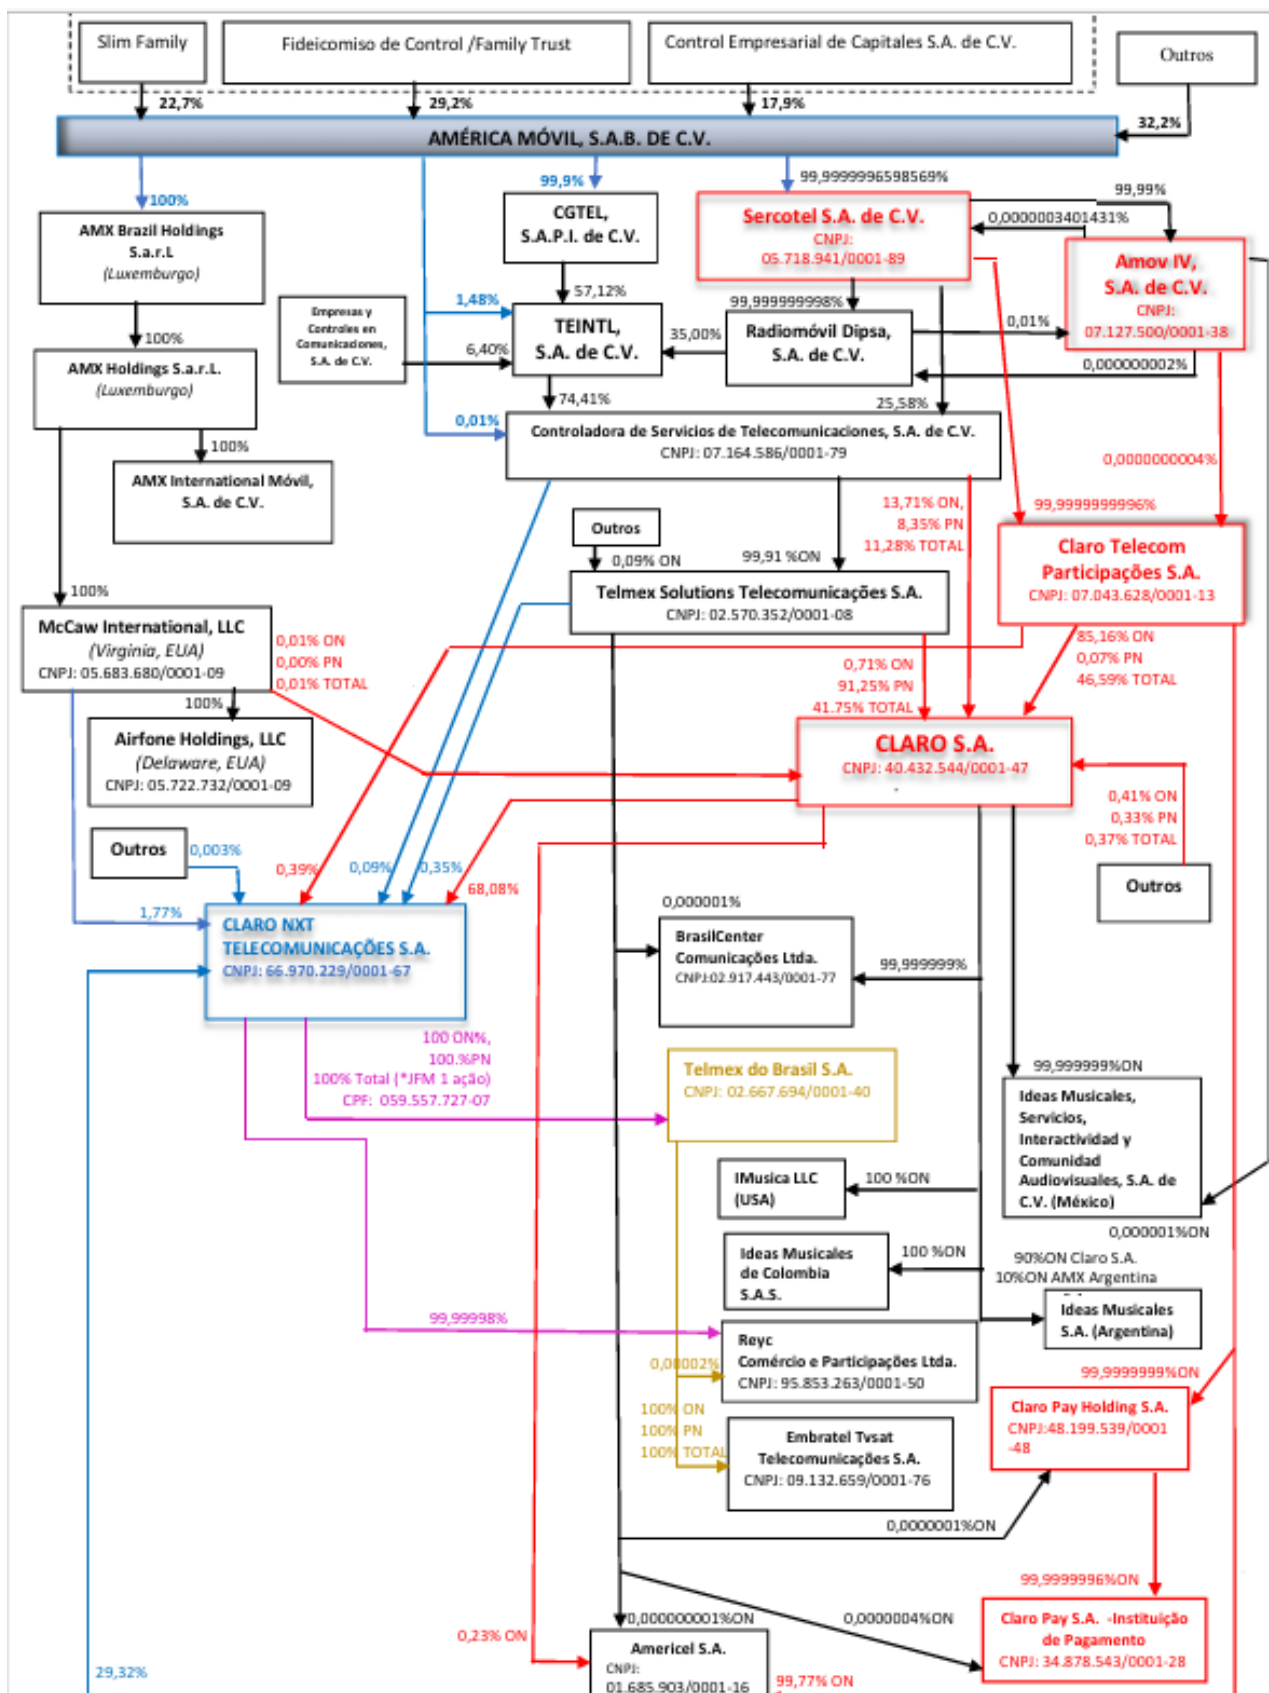 Slim Family
Fideicomiso de Control /Family Trust
Control Empresarial de Capitales S.A. de C.V.
Outros
22,7%
29,2%
17,9%
32,2%
AMÉRICA MÓVIL, S.A.B. DE C.V.
100%
99,9%
99,9999996598569%
99,99%
AMX Brazil Holdings
S.a.r.L
(Luxemburgo)
CGTEL,
S.A.P.I. de C.V.
Sercotel S.A. de C.V.
CNPJ:
05.718.941/0001-89
0,0000003401431%
Amov IV,
S.A. de C.V.
CNPJ:
07.127.500/0001-38
1,48%
57,12%
99,999999998%
Empresas y
Controles en
Comunicaciones,
S.A. de C.V.
6,40%
TEINTL,
S.A. de C.V.
35,00%
Radiomóvil Dipsa,
S.A. de C.V.
0,01%
0,000000002%
100%
AMX Holdings S.a.r.L.
(Luxemburgo)
74,41%
25,58%
0,01%
Controladora de Servicios de Telecomunicaciones, S.A. de C.V.
CNPJ: 07.164.586/0001-79
100%
0,0000000004%
AMX International Móvil,
S.A. de C.V.
13,71% ON,
8,35% PN
11,28% TOTAL
99,9999999996%
Outros
0,09% ON
99,91 %ON
Claro Telecom
Participações S.A.
CNPJ: 07.043.628/0001-13
Telmex Solutions Telecomunicações S.A.
CNPJ: 02.570.352/0001-08
100%
McCaw International, LLC
(Virginia, EUA)
CNPJ: 05.683.680/0001-09
0,01% ON
0,00% PN
0,01% TOTAL
85,16% ON
0,07% PN
46,59% TOTAL
0,71% ON
91,25% PN
41.75% TOTAL
100%
Airfone Holdings, LLC
(Delaware, EUA)
CNPJ: 05.722.732/0001-09
CLARO S.A.
CNPJ: 40.432.544/0001-47
0,41% ON
0,33% PN
0,37% TOTAL
Outros
Outros
0,003%
0,39%
0,09%
0,35%
68,08%
1,77%
CLARO NXT
TELECOMUNICAÇÕES S.A.
CNPJ: 66.970.229/0001-67
0,000001%
BrasilCenter
Comunicações Ltda.
CNPJ:02.917.443/0001-77
99,999999%
100 ON%,
100.%PN
100% Total (*JFM 1 ação)
CPF: 059.557.727-07
Telmex do Brasil S.A.
CNPJ: 02.667.694/0001-40
99,999999%ON
Ideas Musicales,
Servicios,
Interactividad y
Comunidad
Audiovisuales, S.A. de
C.V. (México)
0,000001%ON
IMusica LLC
(USA)
100 %ON
Ideas Musicales
de Colombia
S.A.S.
100 %ON
90%ON Claro S.A.
10%ON AMX Argentina
Ideas Musicales
S.A. (Argentina)
99,99998%
Reyc
Comércio e Participações Ltda.
CNPJ: 95.853.263/0001-50
0,00002%
99,9999999%ON
Claro Pay Holding S.A.
CNPJ:48.199.539/0001
-48
100% ON
100% PN
100% TOTAL
Embratel Tvsat
Telecomunicações S.A.
CNPJ: 09.132.659/0001-76
0,0000001%ON
99,9999996%ON
0,000000001%ON
0,0000004%ON
Claro Pay S.A. -Instituição
de Pagamento
CNPJ: 34.878.543/0001-28
0,23% ON
Americel S.A.
CNPJ:
01.685.903/0001-16
29,32%
99,77% ON